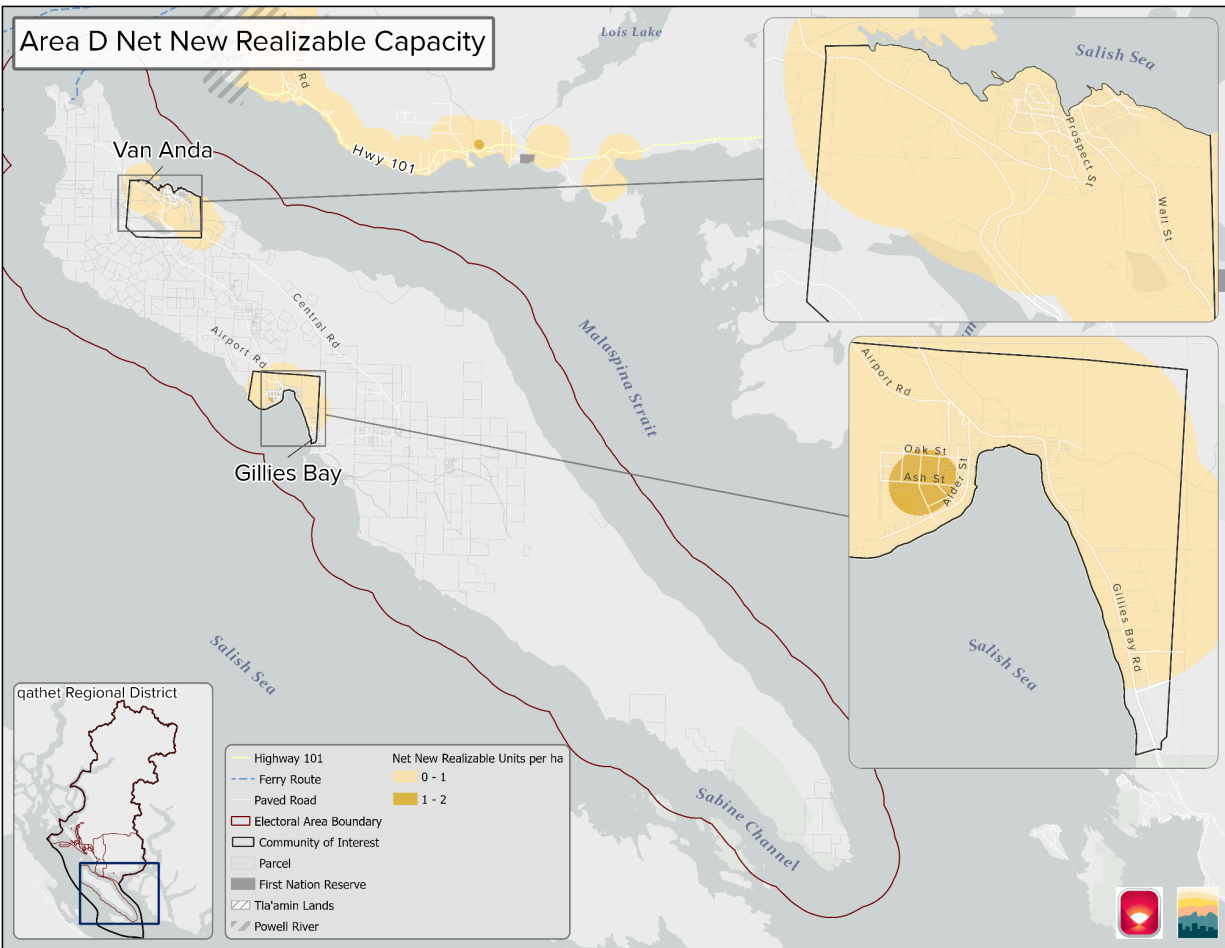 Area D Net New Realizable Capacity
Lois Lake
River
Rd
Hwy 101
Van Anda
Central Rd
Airport Rd
Gillies Bay
Malaspina Strait
Salish Sea
Sabine Channel
Salish Sea
Prospect St
Wall St
Airport Rd
Oak St
Ash St
Alder St
Gillies Bay Rd
Salish Sea
qathet Regional District
Highway 101
Ferry Route
Paved Road
Electoral Area Boundary
Community of Interest
Parcel
First Nation Reserve
Tla'amin Lands
Powell River
Net New Realizable Units per ha
0 - 1
1 - 2